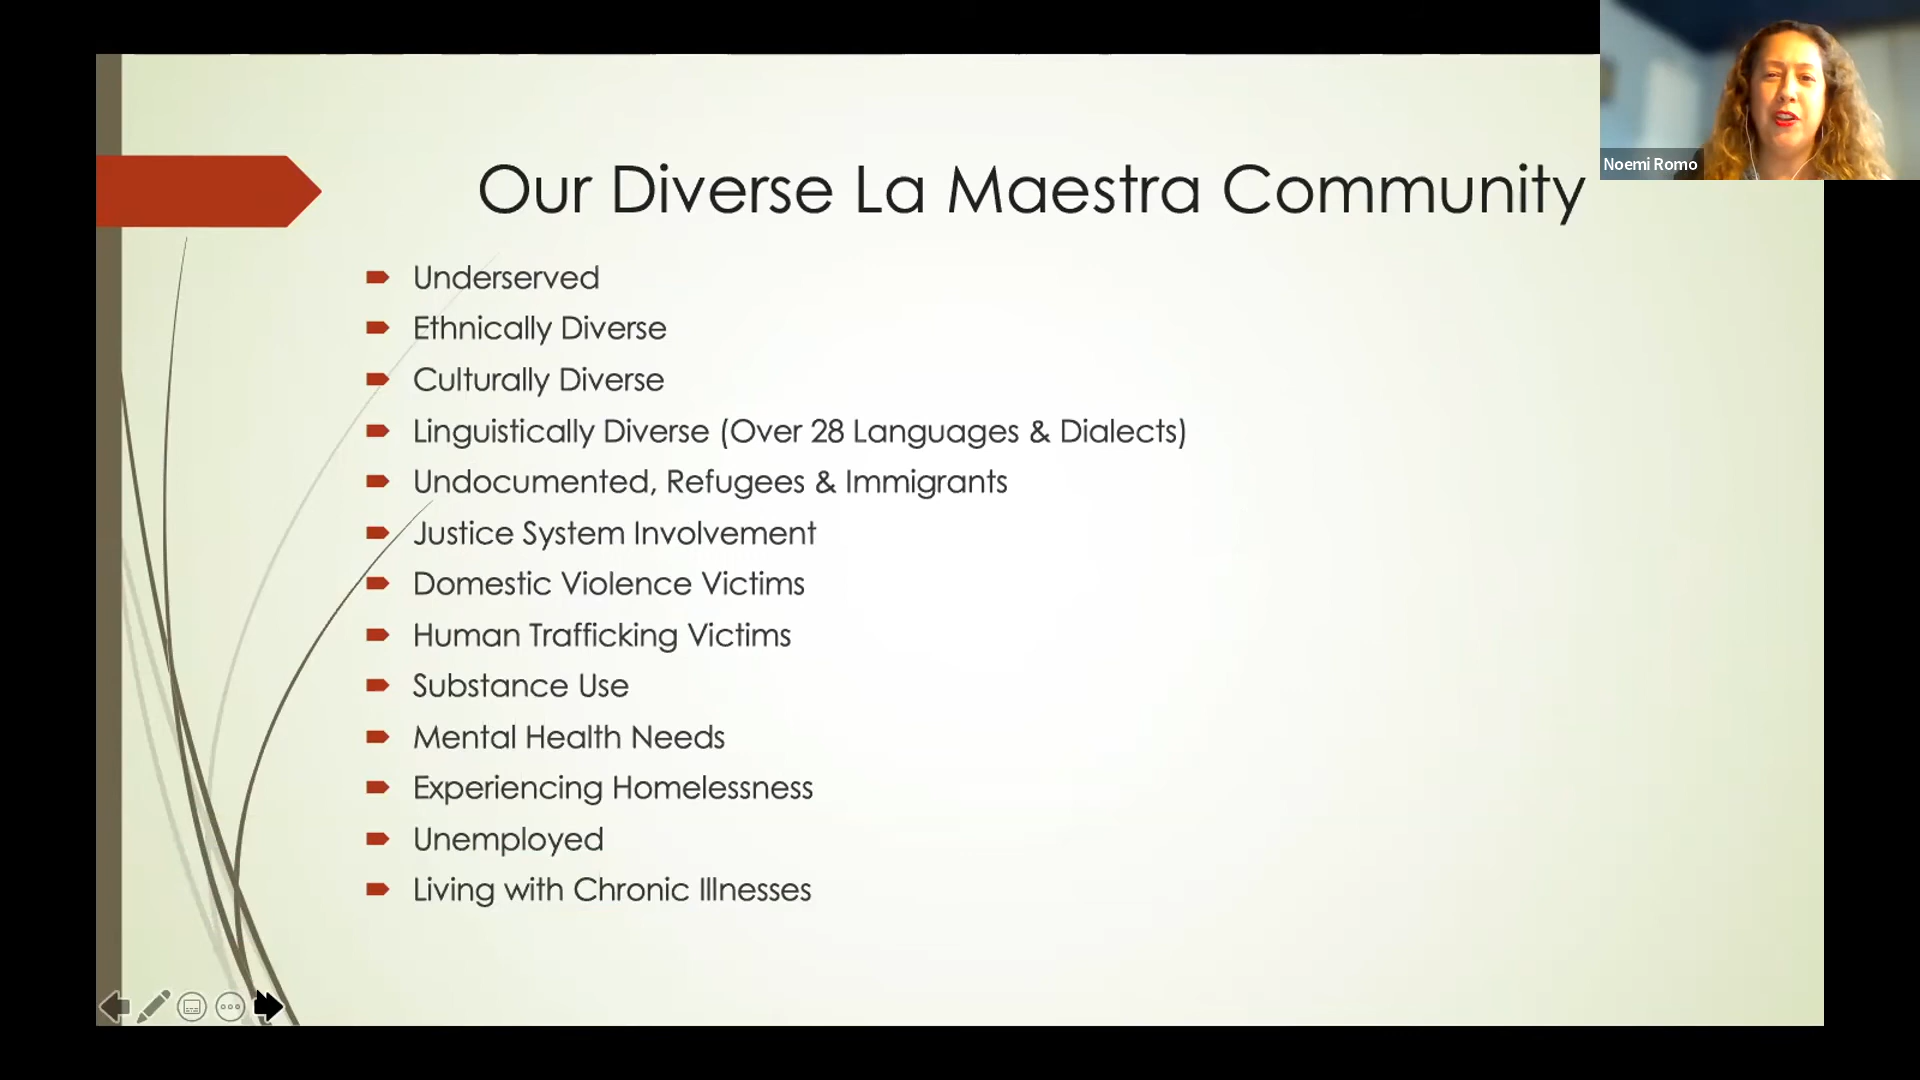 Our Diverse La Maestra Community
Noemi Romo
Underserved
Ethnically Diverse
Culturally Diverse
Linguistically Diverse (Over 28 Languages & Dialects)
Undocumented, Refugees & Immigrants
Justice System Involvement
Domestic Violence Victims
Human Trafficking Victims
Substance Use
Mental Health Needs
Experiencing Homelessness
Unemployed
Living with Chronic Illnesses